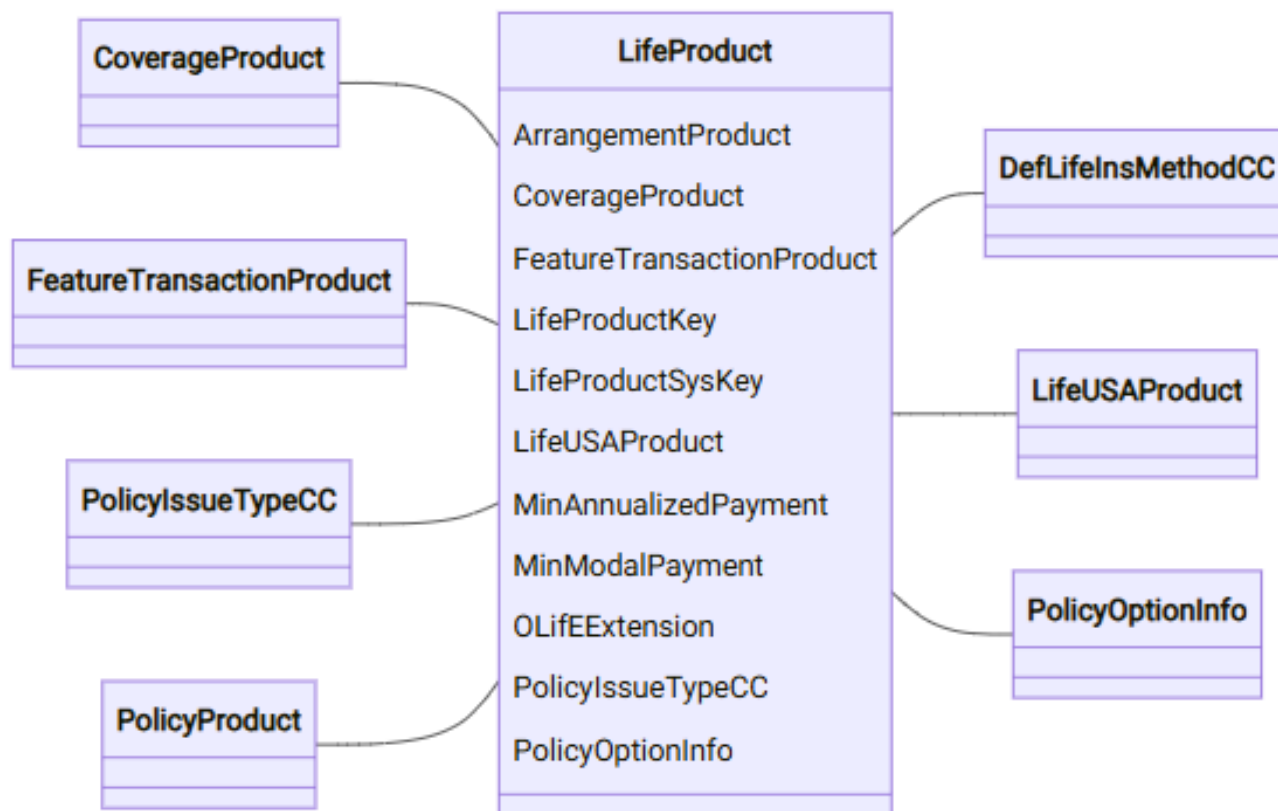 CoverageProduct
FeatureTransactionProduct
PolicyIssueTypeCC
PolicyProduct
LifeProduct
ArrangementProduct
CoverageProduct
FeatureTransactionProduct
LifeProductKey
LifeProductSysKey
LifeUSAProduct
MinAnnualizedPayment
MinModalPayment
OLifEExtension
PolicyIssueTypeCC
PolicyOptionInfo
DefLifeInsMethodCC
LifeUSAProduct
PolicyOptionInfo